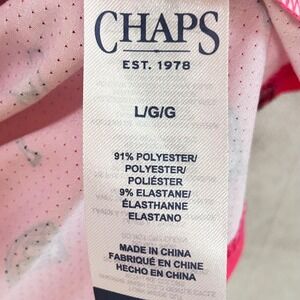 CHAPS
EST. 1978
L/G/G
91% POLYESTER/
POLYESTER/
POLIÉSTER
9% ELASTANE/
ÉLASTHANNE
ELASTANO
MADE IN CHINA
FABRIQUÉ EN CHINE
HECHO EN CHINA